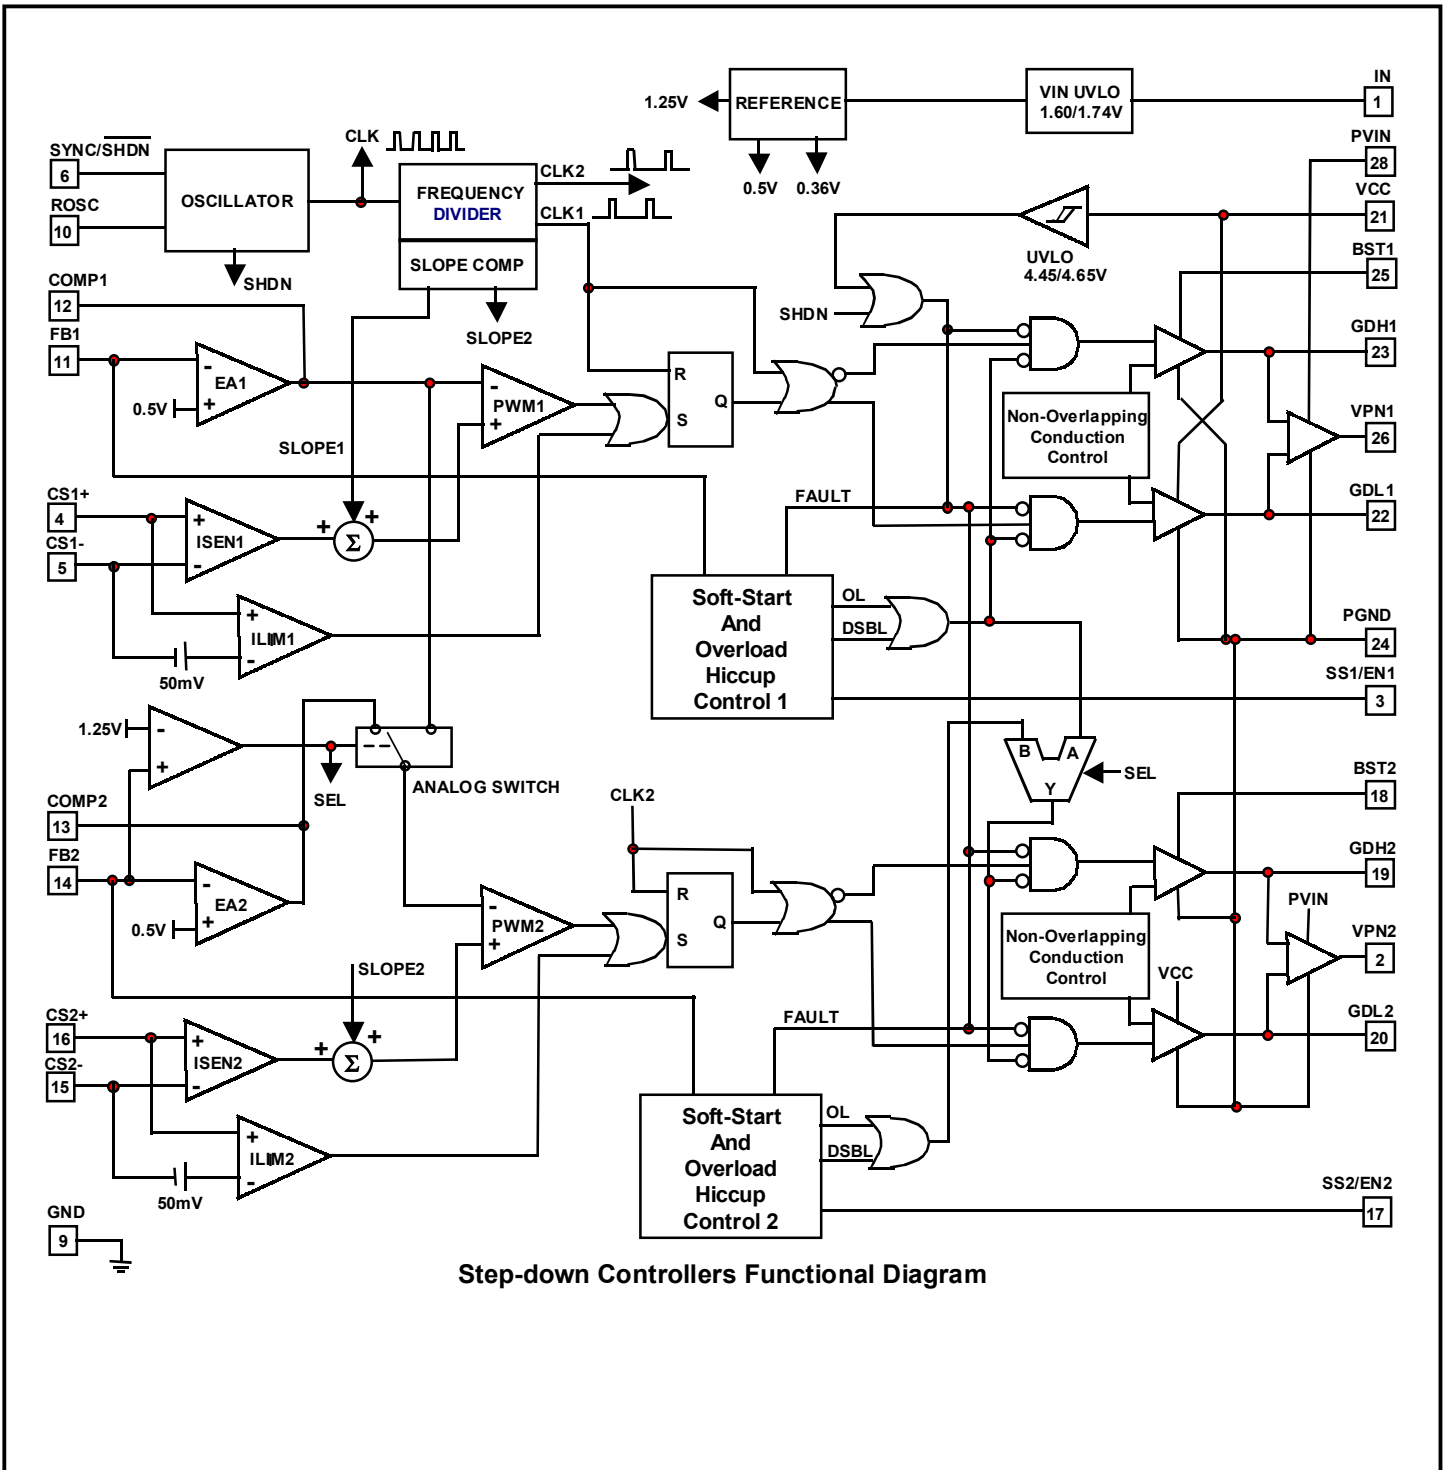 IN
1
VIN UVLO
1.60/1.74V
REFERENCE
1.25V
0.5V
0.36V
PVIN
28
VCC
21
UVLO
4.45/4.65V
BST1
25
SYNC/SHDN
6
ROSC
10
OSCILLATOR
SHDN
CLK
FREQUENCY
DIVIDER
CLK2
CLK1
SLOPE COMP
SLOPE2
COMP1
12
FB1
11
-
EA1
+
0.5V
SLOPE1
-
PWM1
+
R
S
Q
SHDN
GDH1
23
Non-Overlapping
Conduction
Control
VPN1
26
GDL1
22
FAULT
CS1+
4
CS1-
5
+
ISEN1
-
+
+
Σ
+
ILIM1
-
50mV
Soft-Start
And
Overload
Hiccup
Control 1
OL
DSBL
PGND
24
SS1/EN1
3
1.25V
-
+
SEL
ANALOG SWITCH
B
A
Y
SEL
COMP2
13
FB2
14
-
EA2
+
0.5V
CLK2
-
PWM2
+
R
S
Q
BST2
18
GDH2
19
PVIN
Non-Overlapping
Conduction
Control
VPN2
2
VCC
GDL2
20
SLOPE2
FAULT
CS2+
16
CS2-
15
+
ISEN2
-
+
+
Σ
+
ILIM2
-
50mV
Soft-Start
And
Overload
Hiccup
Control 2
OL
DSBL
SS2/EN2
17
GND
9
Step-down Controllers Functional Diagram